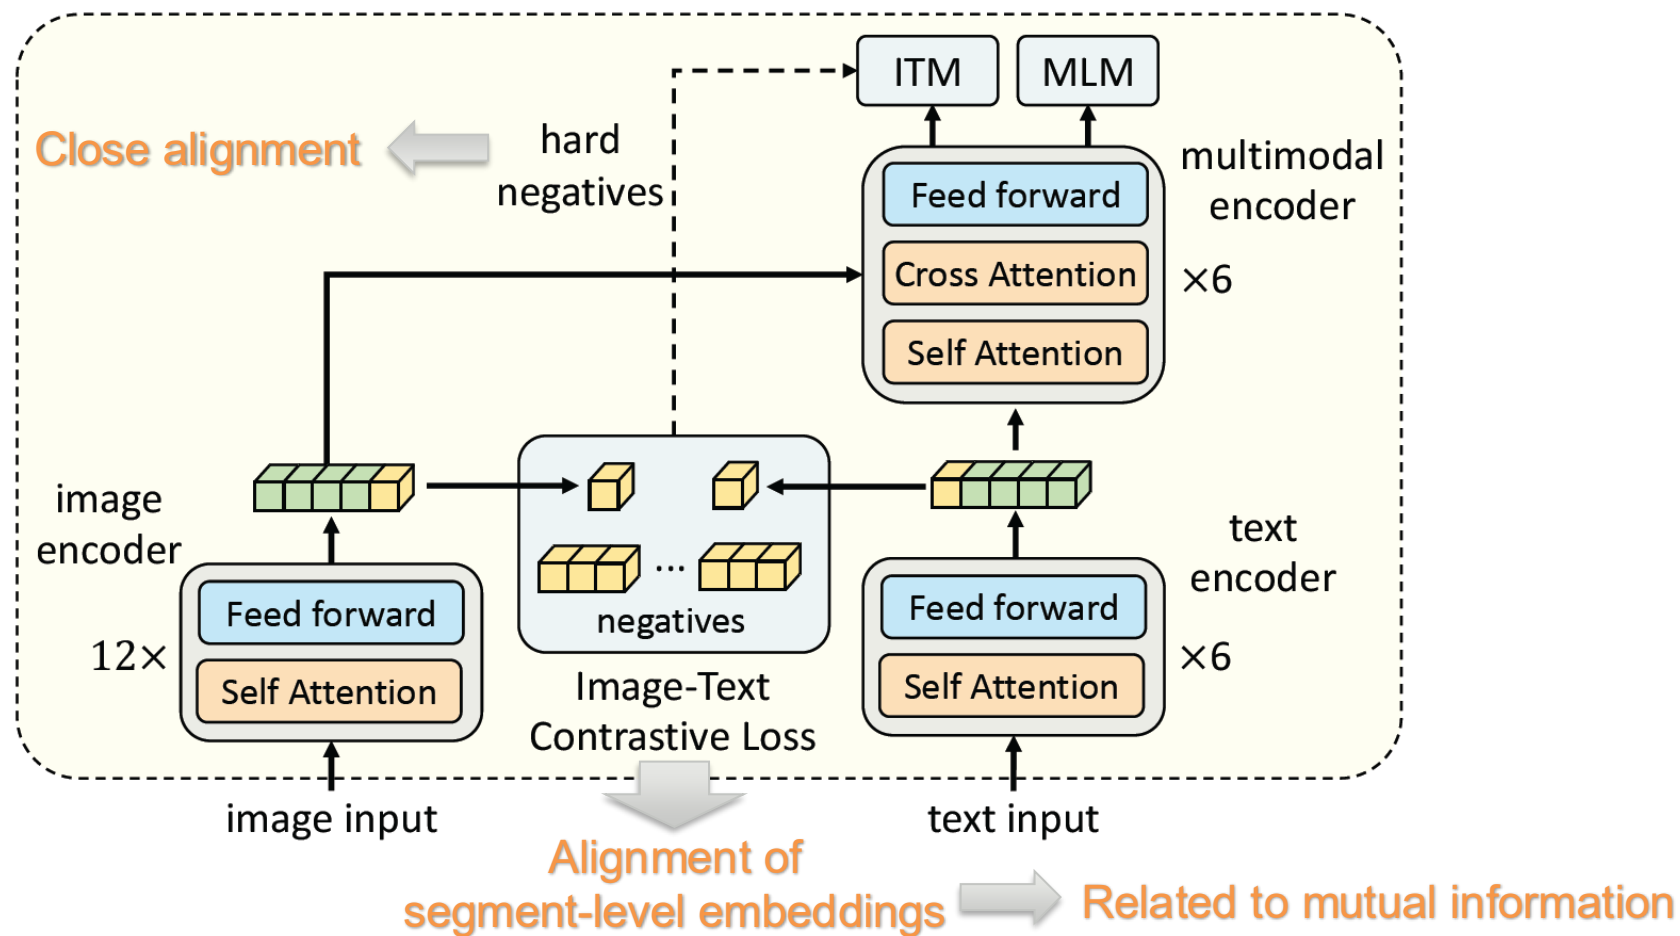 ITM
MLM
Close alignment
hard
negatives
multimodal
encoder
Feed forward
Cross Attention
×6
Self Attention
image
encoder
text
encoder
...
negatives
Feed forward
12×
Self Attention
Feed forward
×6
Self Attention
Image-Text
Contrastive Loss
image input
text input
Alignment of
segment-level embeddings
Related to mutual information